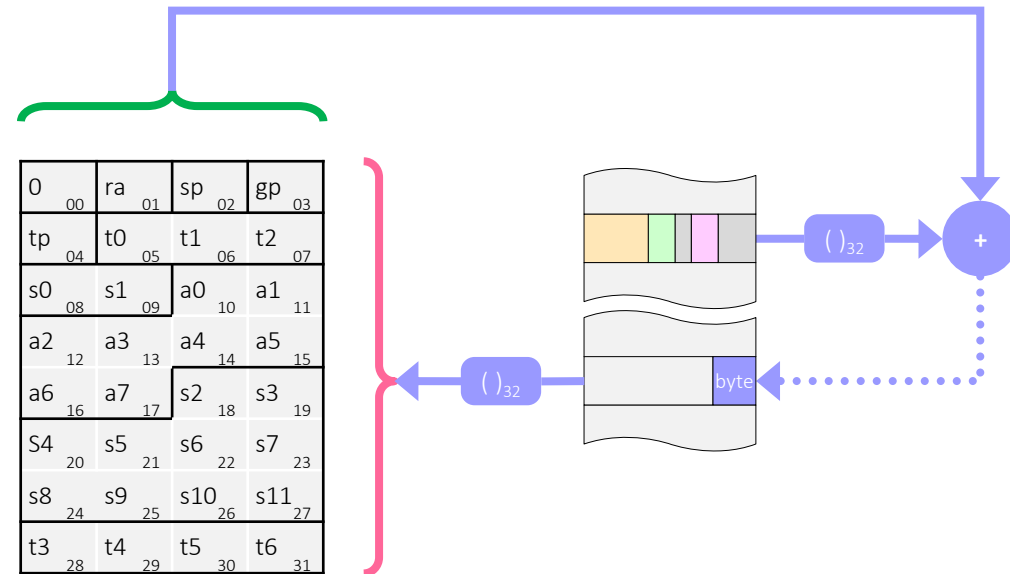 0 00 ra 01 sp 02 gp 03
tp 04 t0 05 t1 06 t2 07
s0 08 s1 09 a0 10 a1 11
a2 12 a3 13 a4 14 a5 15
a6 16 a7 17 s2 18 s3 19
S4 20 s5 21 s6 22 s7 23
s8 24 s9 25 s10 26 s11 27
t3 28 t4 29 t5 30 t6 31
( )32
+
( )32
byte